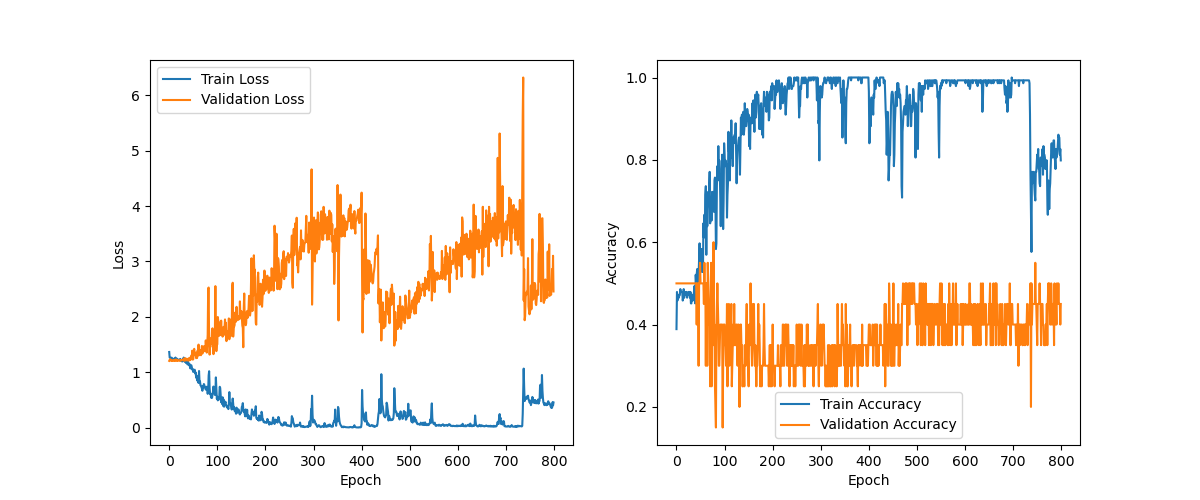 Train Loss
Validation Loss
6
5
4
3
2
1
0
Loss
0 100 200 300 400 500 600 700 800
Epoch
1.0
0.8
0.6
0.4
0.2
Accuracy
Train Accuracy
Validation Accuracy
0 100 200 300 400 500 600 700 800
Epoch